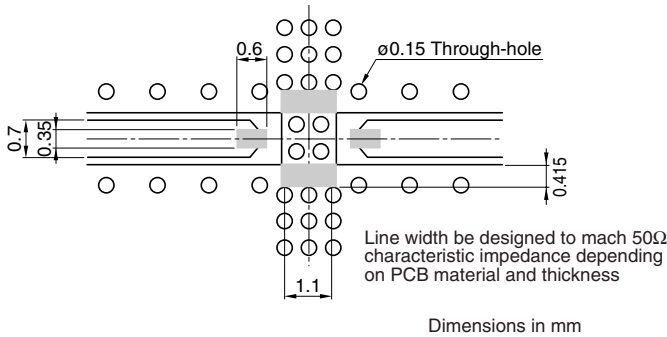 0.6
ø0.15 Through-hole
0.7
0.35
0.415
Line width be designed to mach 50Ω
characteristic impedance depending
on PCB material and thickness
1.1
Dimensions in mm